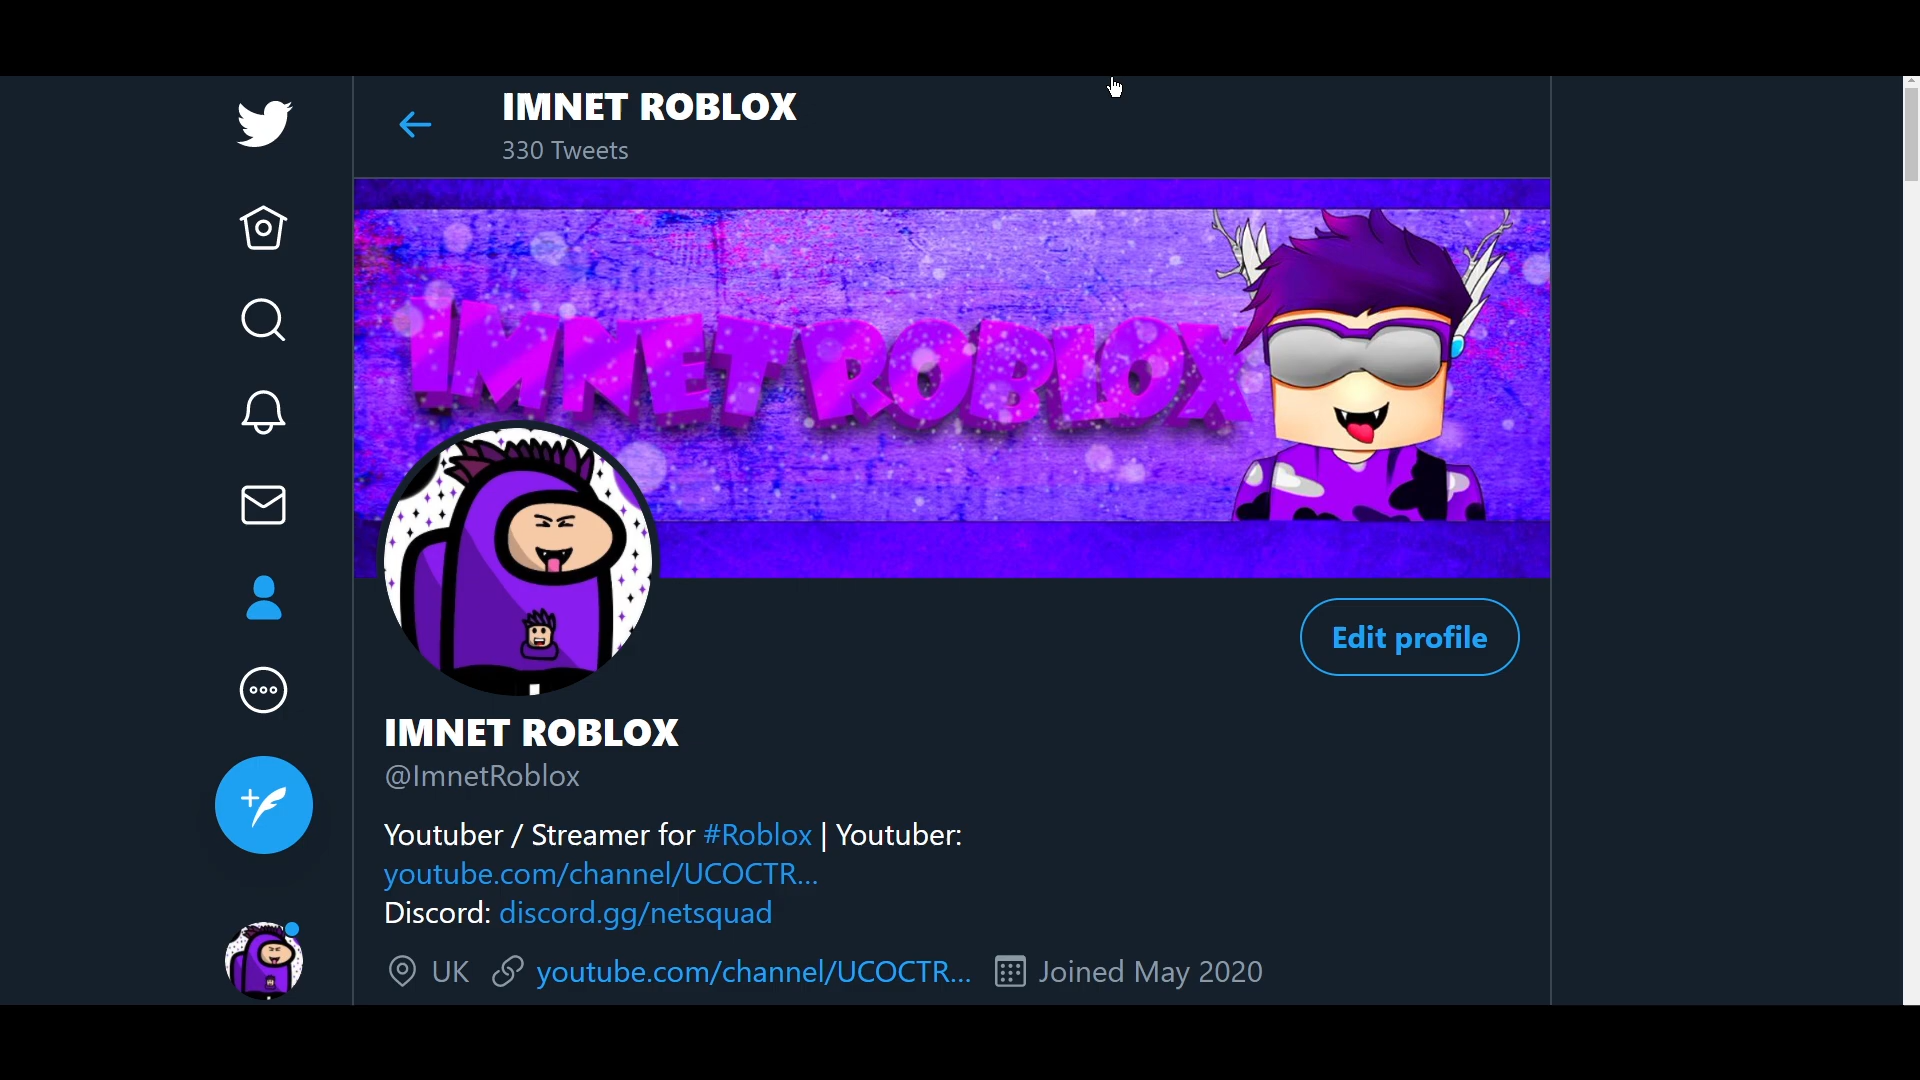 IMNET ROBLOX
330 Tweets
IMNET ROBLOX
Edit profile
IMNET ROBLOX
@ImnetRoblox
Youtuber / Streamer for #Roblox | Youtuber:
youtube.com/channel/UCOCTR...
Discord: discord.gg/netsquad
UK youtube.com/channel/UCOCTR... Joined May 2020